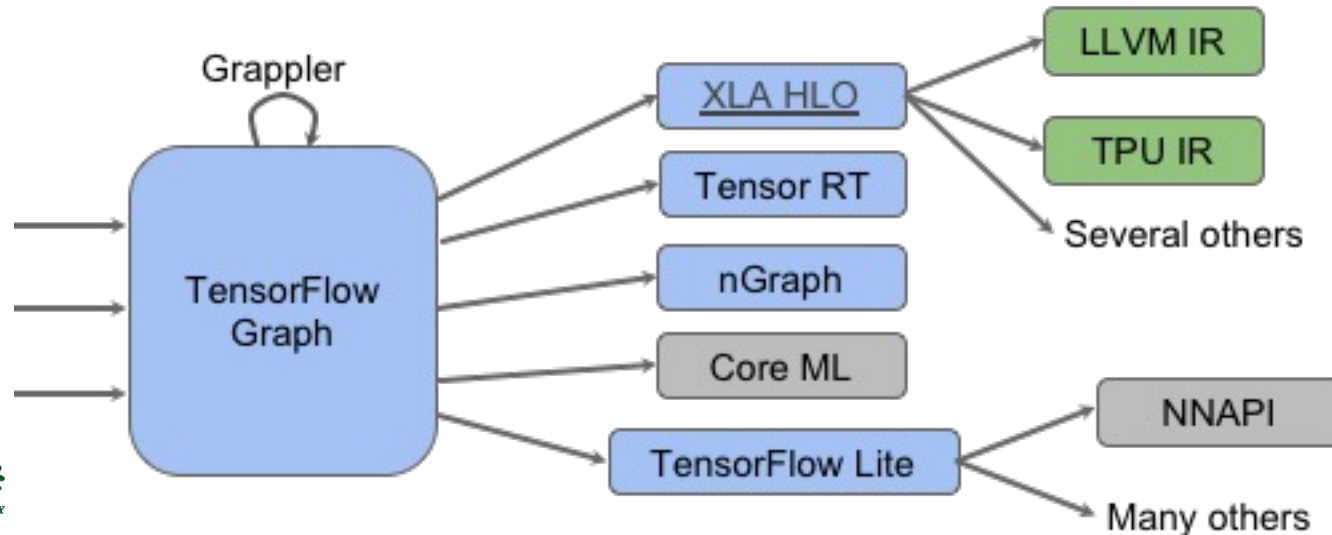 Grappler
TensorFlow
Graph
XLA HLO
Tensor RT
nGraph
Core ML
TensorFlow Lite
LLVM IR
TPU IR
Several others
NNAPI
Many others